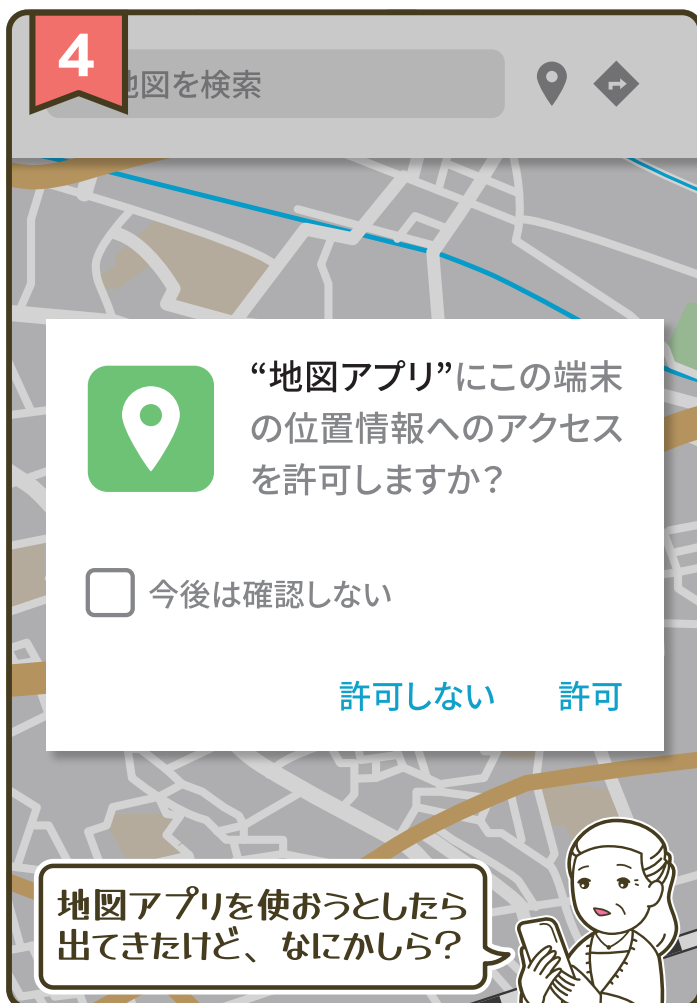 4
地図を検索
“地図アプリ”にこの端末
の位置情報へのアクセス
を許可しますか？
今後は確認しない
許可しない 許可
地図アプリを使おうとしたら
出てきたけど、なにかしら？